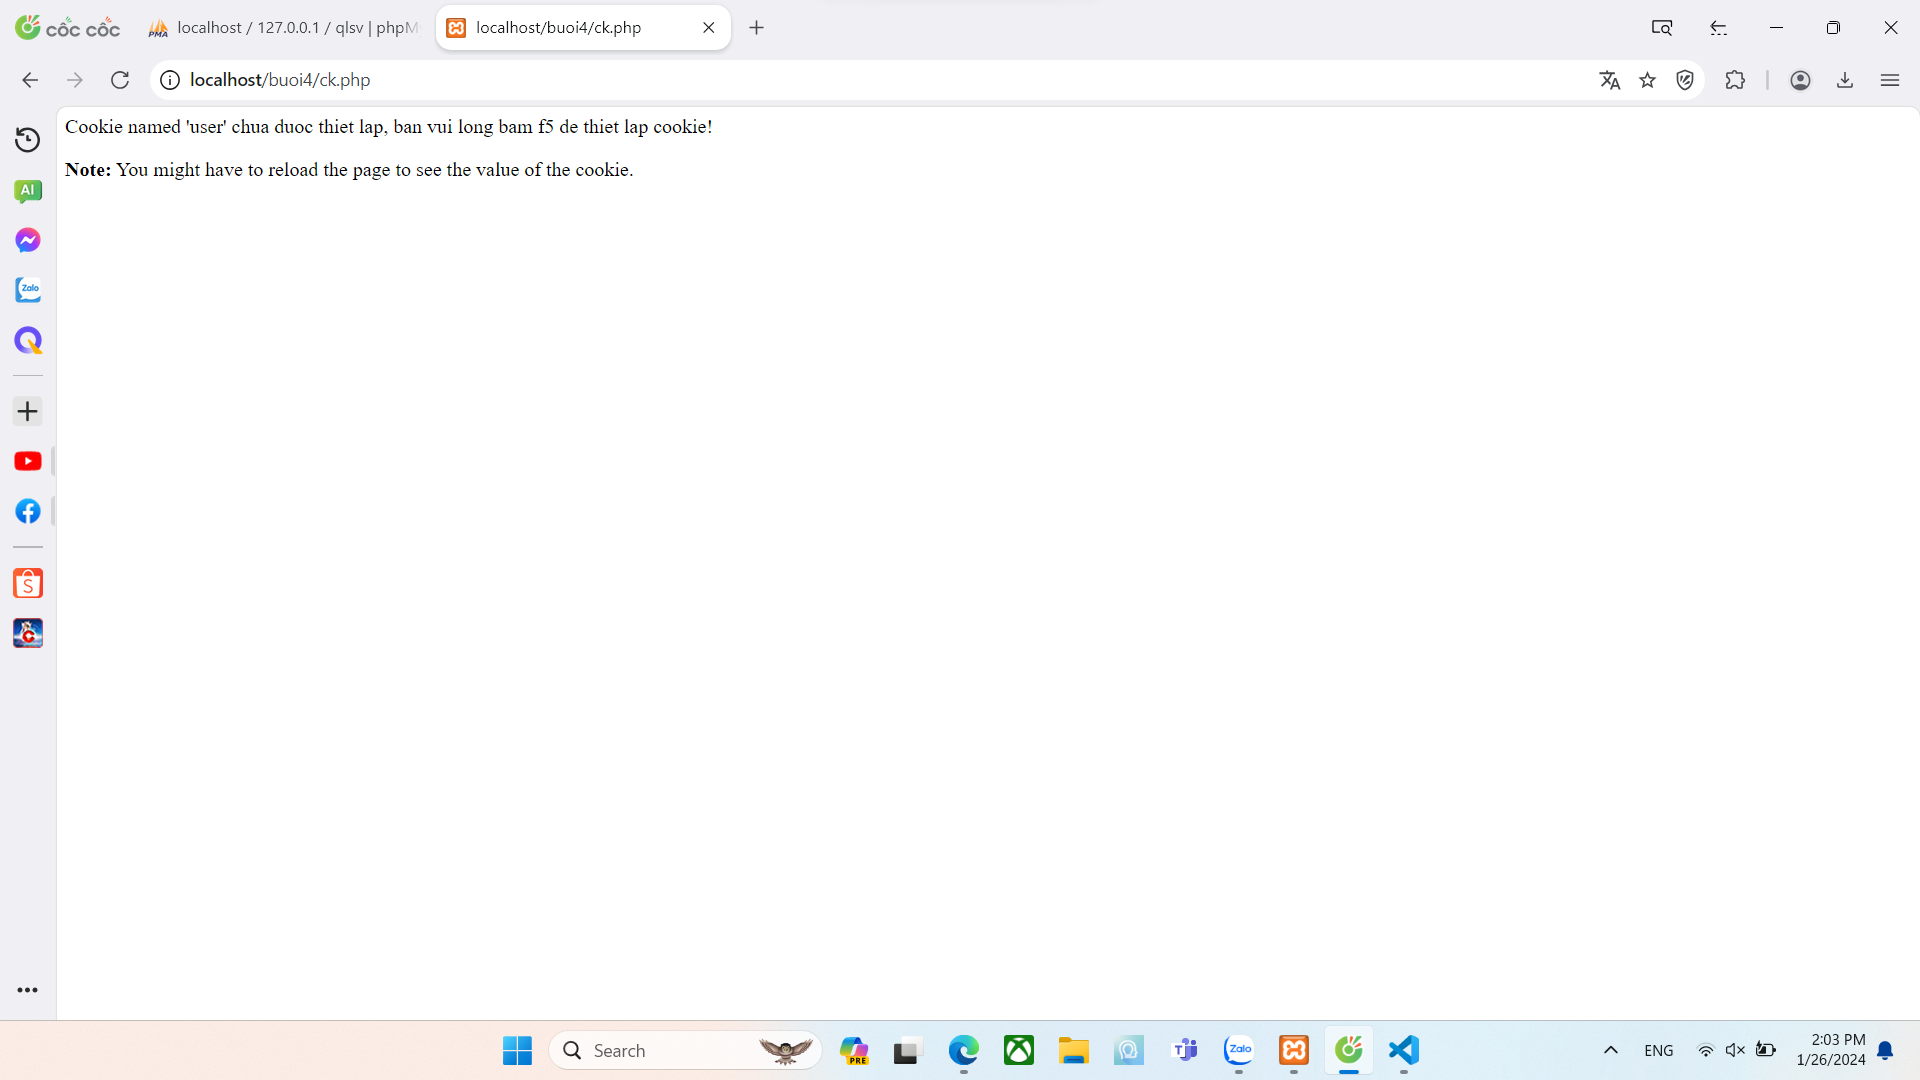 cốc cốc
localhost / 127.0.0.1 / qlsv | phpM
localhost/buoi4/ck.php
localhost/buoi4/ck.php
Cookie named 'user' chua duoc thiet lap, ban vui long bam f5 de thiet lap cookie!
Note: You might have to reload the page to see the value of the cookie.
AI
Zalo
Search
PRE
Zalo
ENG
2:03 PM
1/26/2024